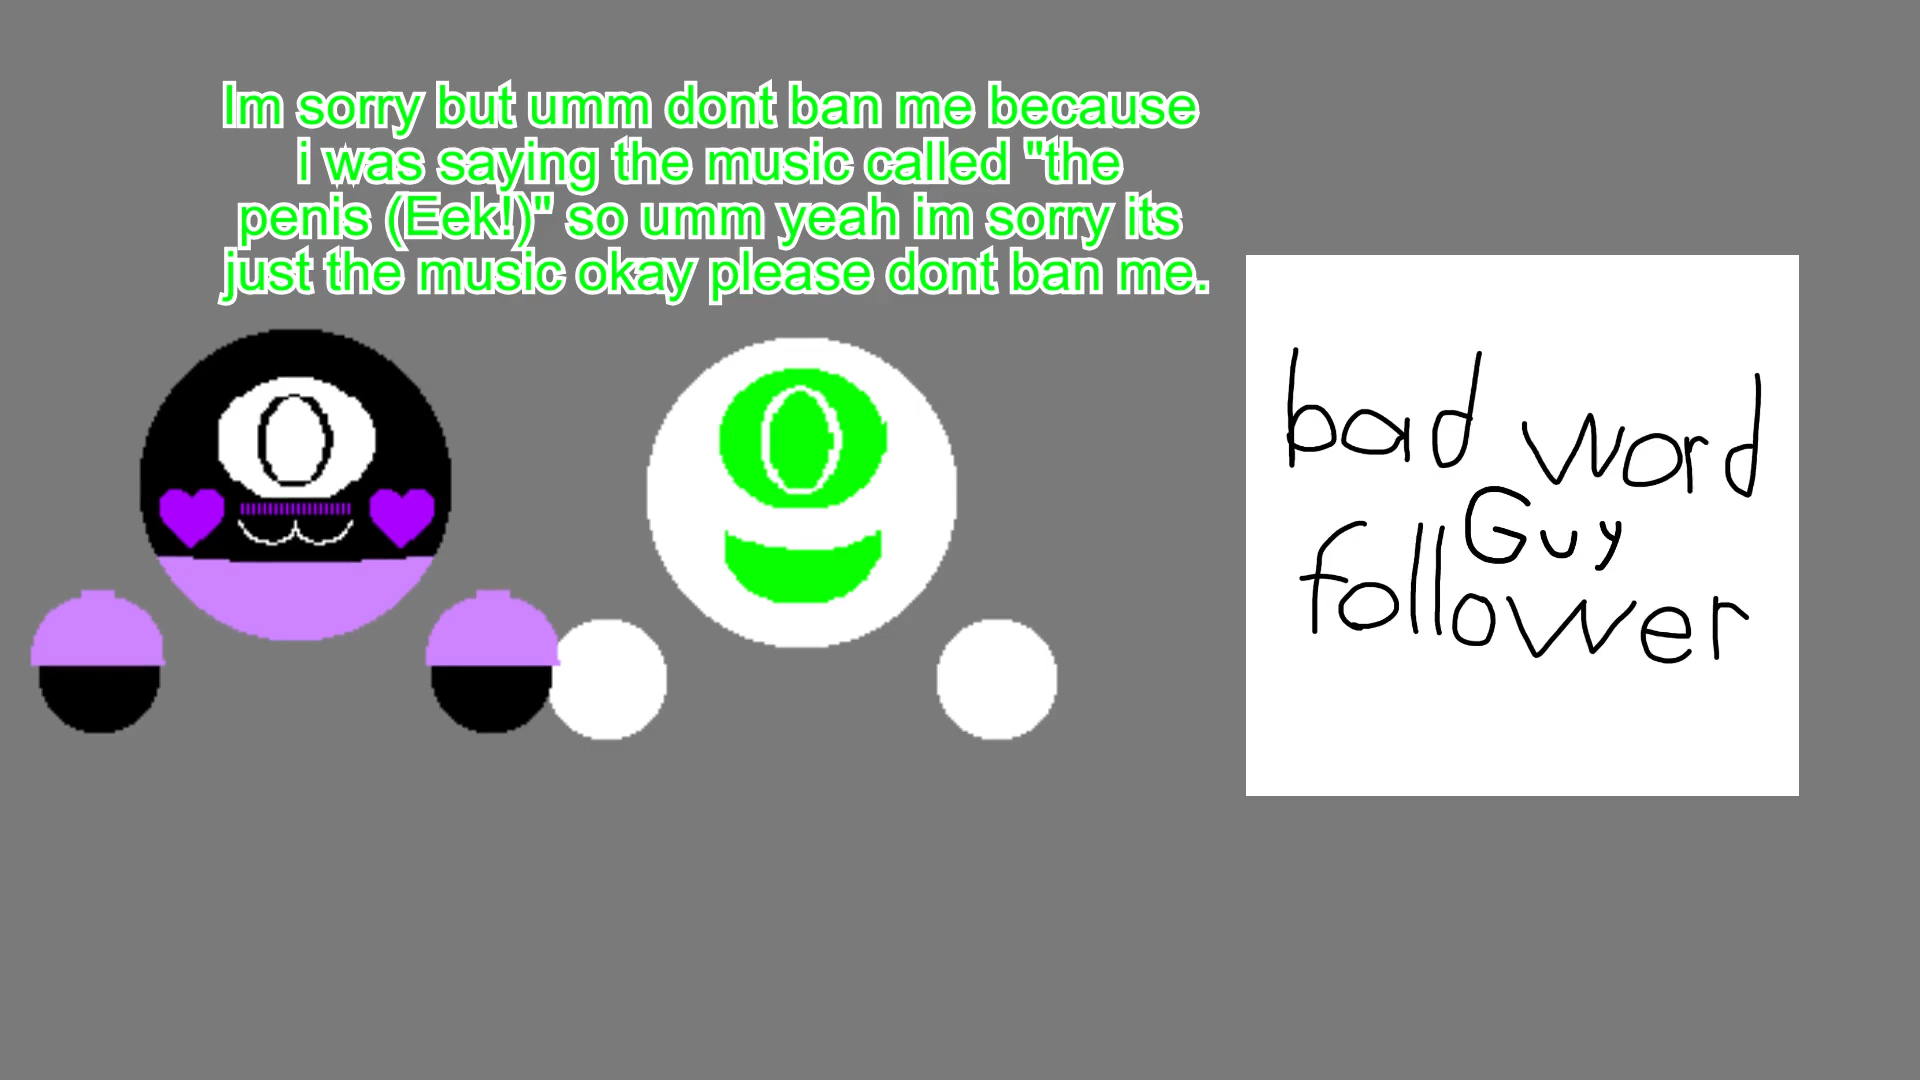 Im sorry but umm dont ban me because
i was saying the music called "the
penis (Eek!)" so umm yeah im sorry its
just the music okay please dont ban me.
bad word
Guy
follower